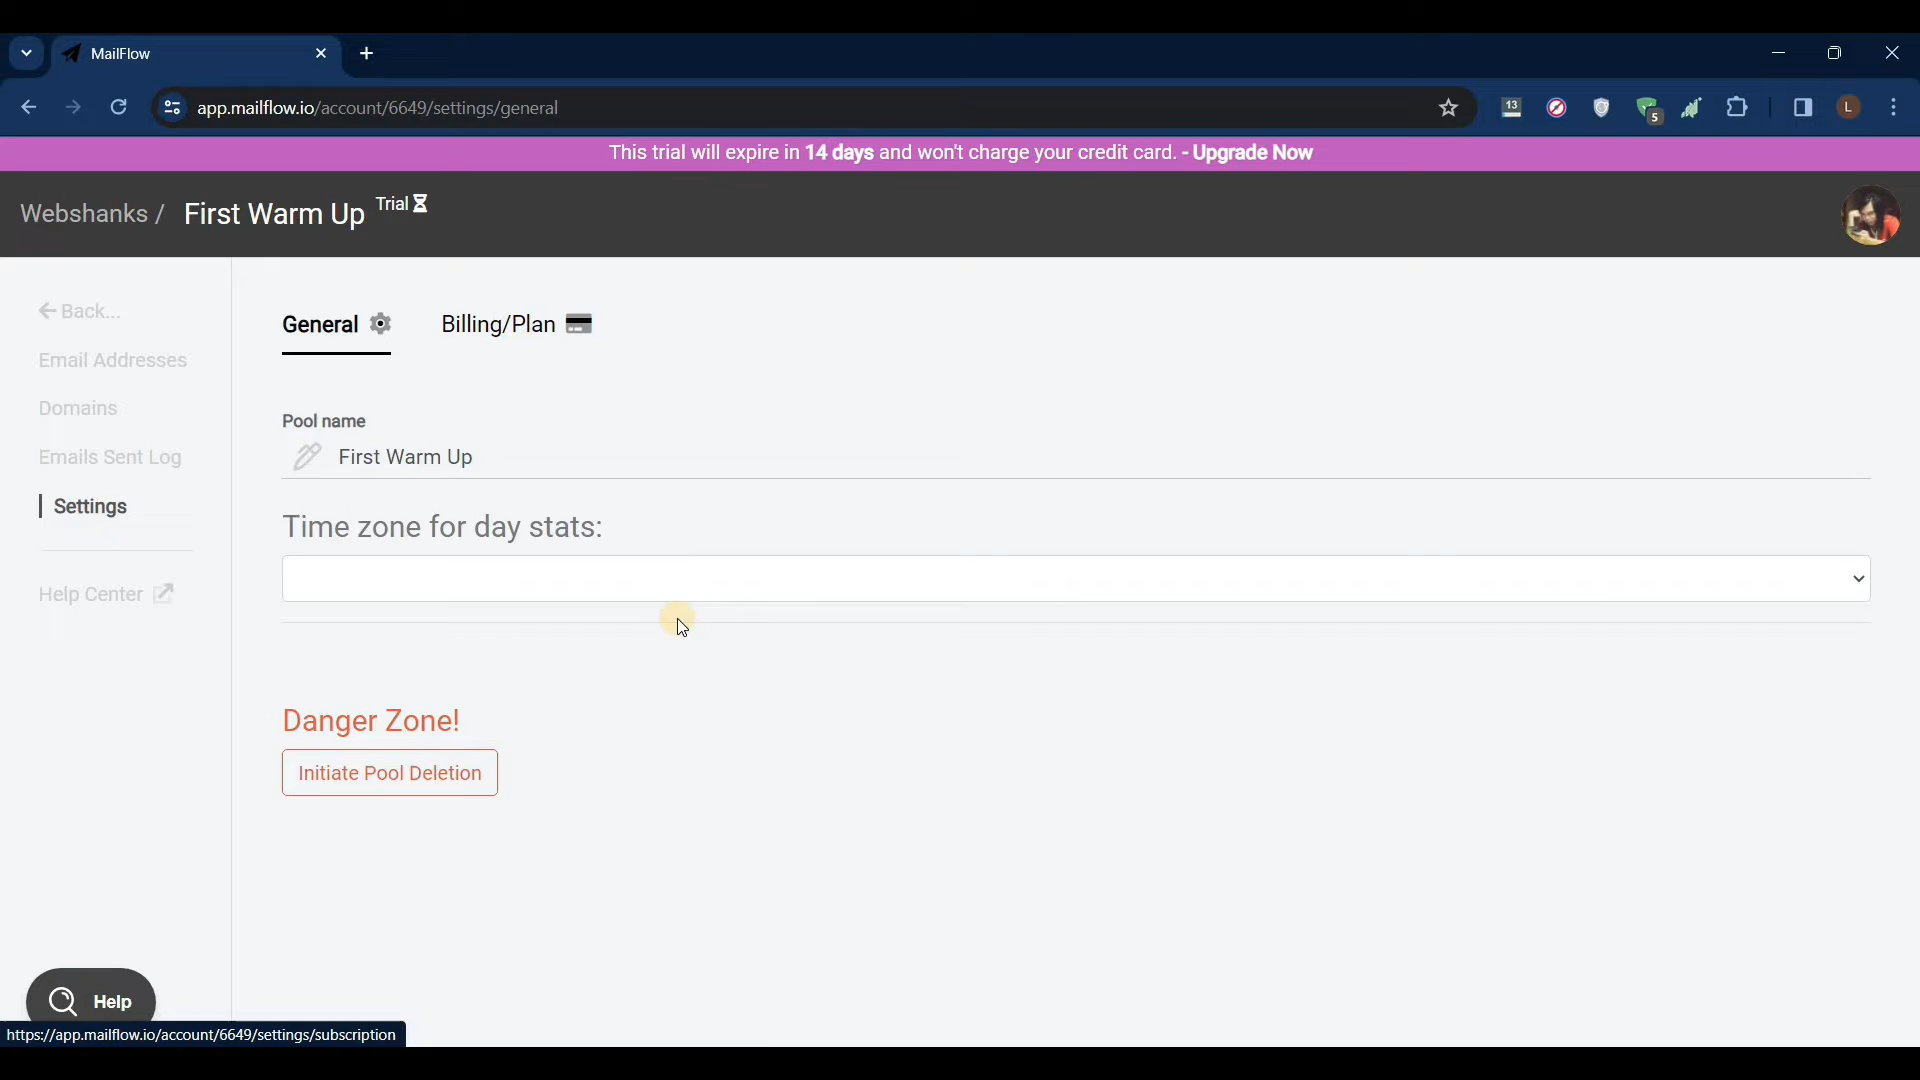 MailFlow
app.mailflow.io/account/6649/settings/general
13
5
L
This trial will expire in 14 days and won't charge your credit card. - Upgrade Now
Webshanks / First Warm Up Trial
Back...
Email Addresses
Domains
Emails Sent Log
Settings
Help Center
General
Billing/Plan
Pool name
First Warm Up
Time zone for day stats:
Danger Zone!
Initiate Pool Deletion
Help
https://app.mailflow.io/account/6649/settings/subscription